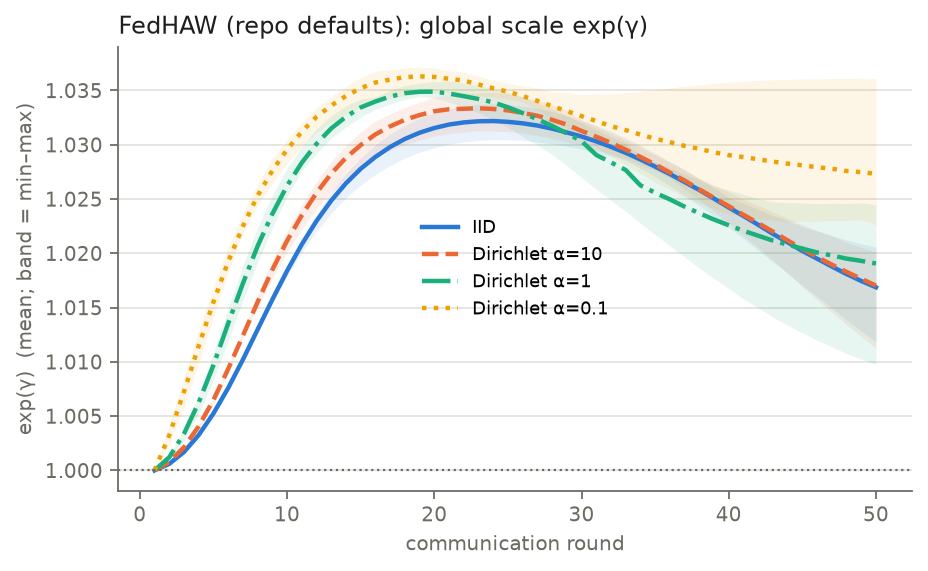 FedHAW (repo defaults): global scale exp(γ)
exp(γ) (mean; band = min–max)
1.035
1.030
1.025
1.020
1.015
1.010
1.005
1.000
IID
Dirichlet α=10
Dirichlet α=1
Dirichlet α=0.1
0 10 20 30 40 50
communication round